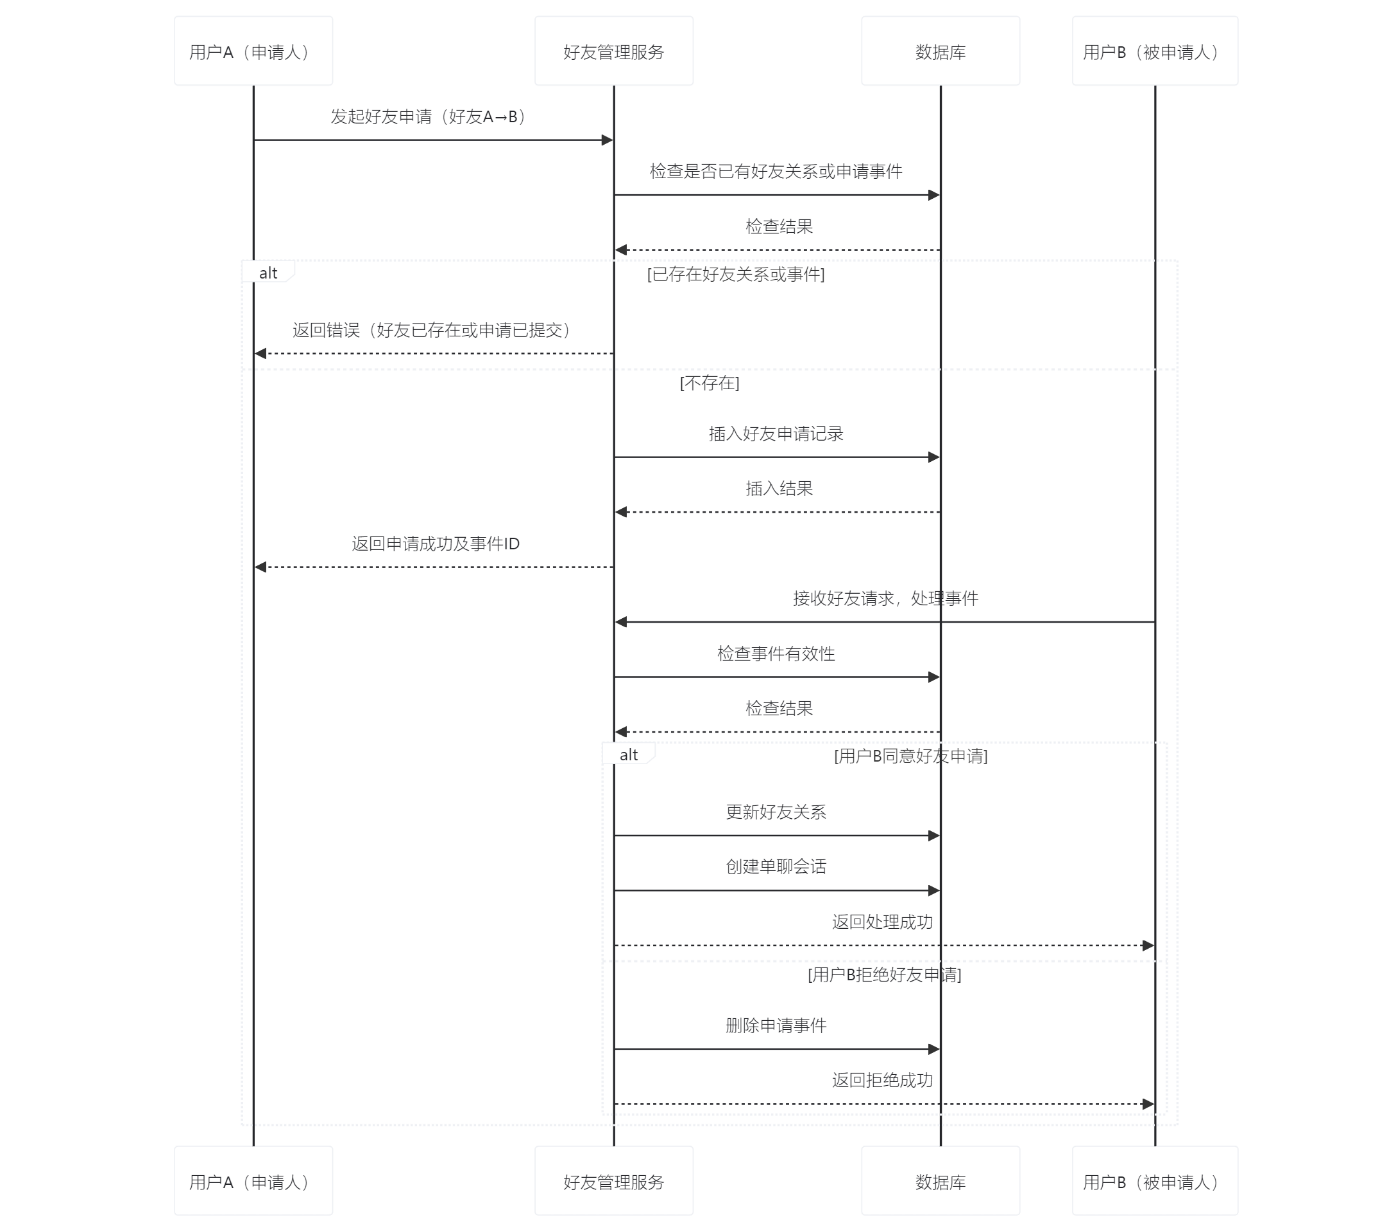 用户A（申请人）
好友管理服务
数据库
用户B（被申请人）
发起好友申请（好友A→B）
检查是否已有好友关系或申请事件
检查结果
alt
[已存在好友关系或事件]
返回错误（好友已存在或申请已提交）
[不存在]
插入好友申请记录
插入结果
返回申请成功及事件ID
接收好友请求，处理事件
检查事件有效性
检查结果
alt
[用户B同意好友申请]
更新好友关系
创建单聊会话
返回处理成功
[用户B拒绝好友申请]
删除申请事件
返回拒绝成功
用户A（申请人）
好友管理服务
数据库
用户B（被申请人）